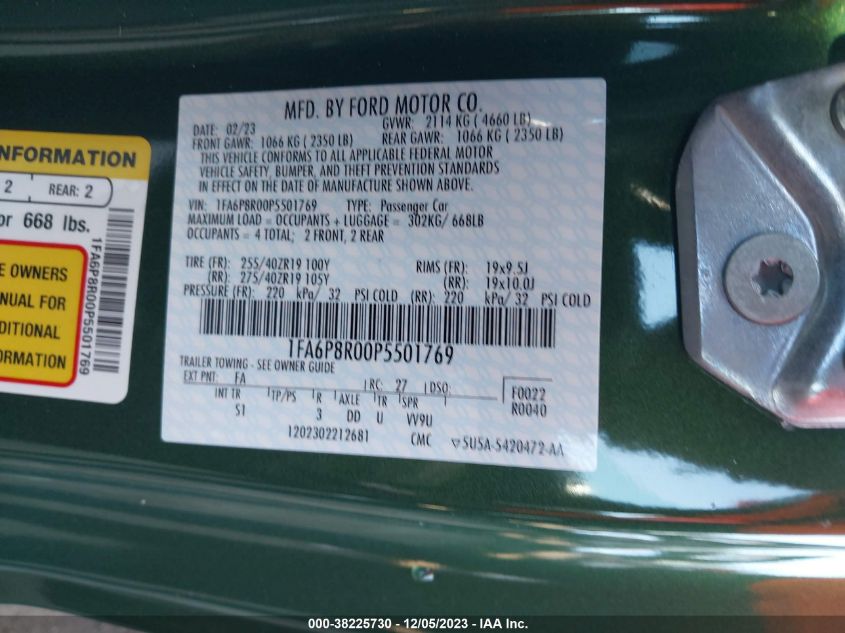 NFORMATION
2 REAR: 2
or 668 lbs.
E OWNERS
NUAL FOR
DITIONAL
FORMATION
1FA6P8R00P5501769
MFD. BY FORD MOTOR CO.
DATE: 02/23 GVWR: 2114 KG ( 4660 LB)
FRONT GAWR: 1066 KG ( 2350 LB) REAR GAWR: 1066 KG ( 2350 LB)
THIS VEHICLE CONFORMS TO ALL APPLICABLE FEDERAL MOTOR
VEHICLE SAFETY, BUMPER, AND THEFT PREVENTION STANDARDS
IN EFFECT ON THE DATE OF MANUFACTURE SHOWN ABOVE.
VIN: 1FA6P8R00P5501769 TYPE: Passenger Car
MAXIMUM LOAD = OCCUPANTS + LUGGAGE = 302KG/ 668LB
OCCUPANTS = 4 TOTAL; 2 FRONT, 2 REAR
TIRE (FR): 255/40ZR19 100Y RIMS (FR): 19x9.5J
(RR): 275/40ZR19 105Y (RR): 19x10.0J
PRESSURE (FR): 220 kPa/ 32 PSI COLD (RR): 220 kPa/ 32 PSI COLD
1FA6P8R00P5501769
TRAILER TOWING - SEE OWNER GUIDE
EXT PNT: FA RC: 27 DSO: F0022
INT TR TP/PS R AXLE TR SPR R0040
S1 3 DD U VV9U
1202302212681 CMC 5U5A-5420472-AA
000-38225730 - 12/05/2023 - IAA Inc.